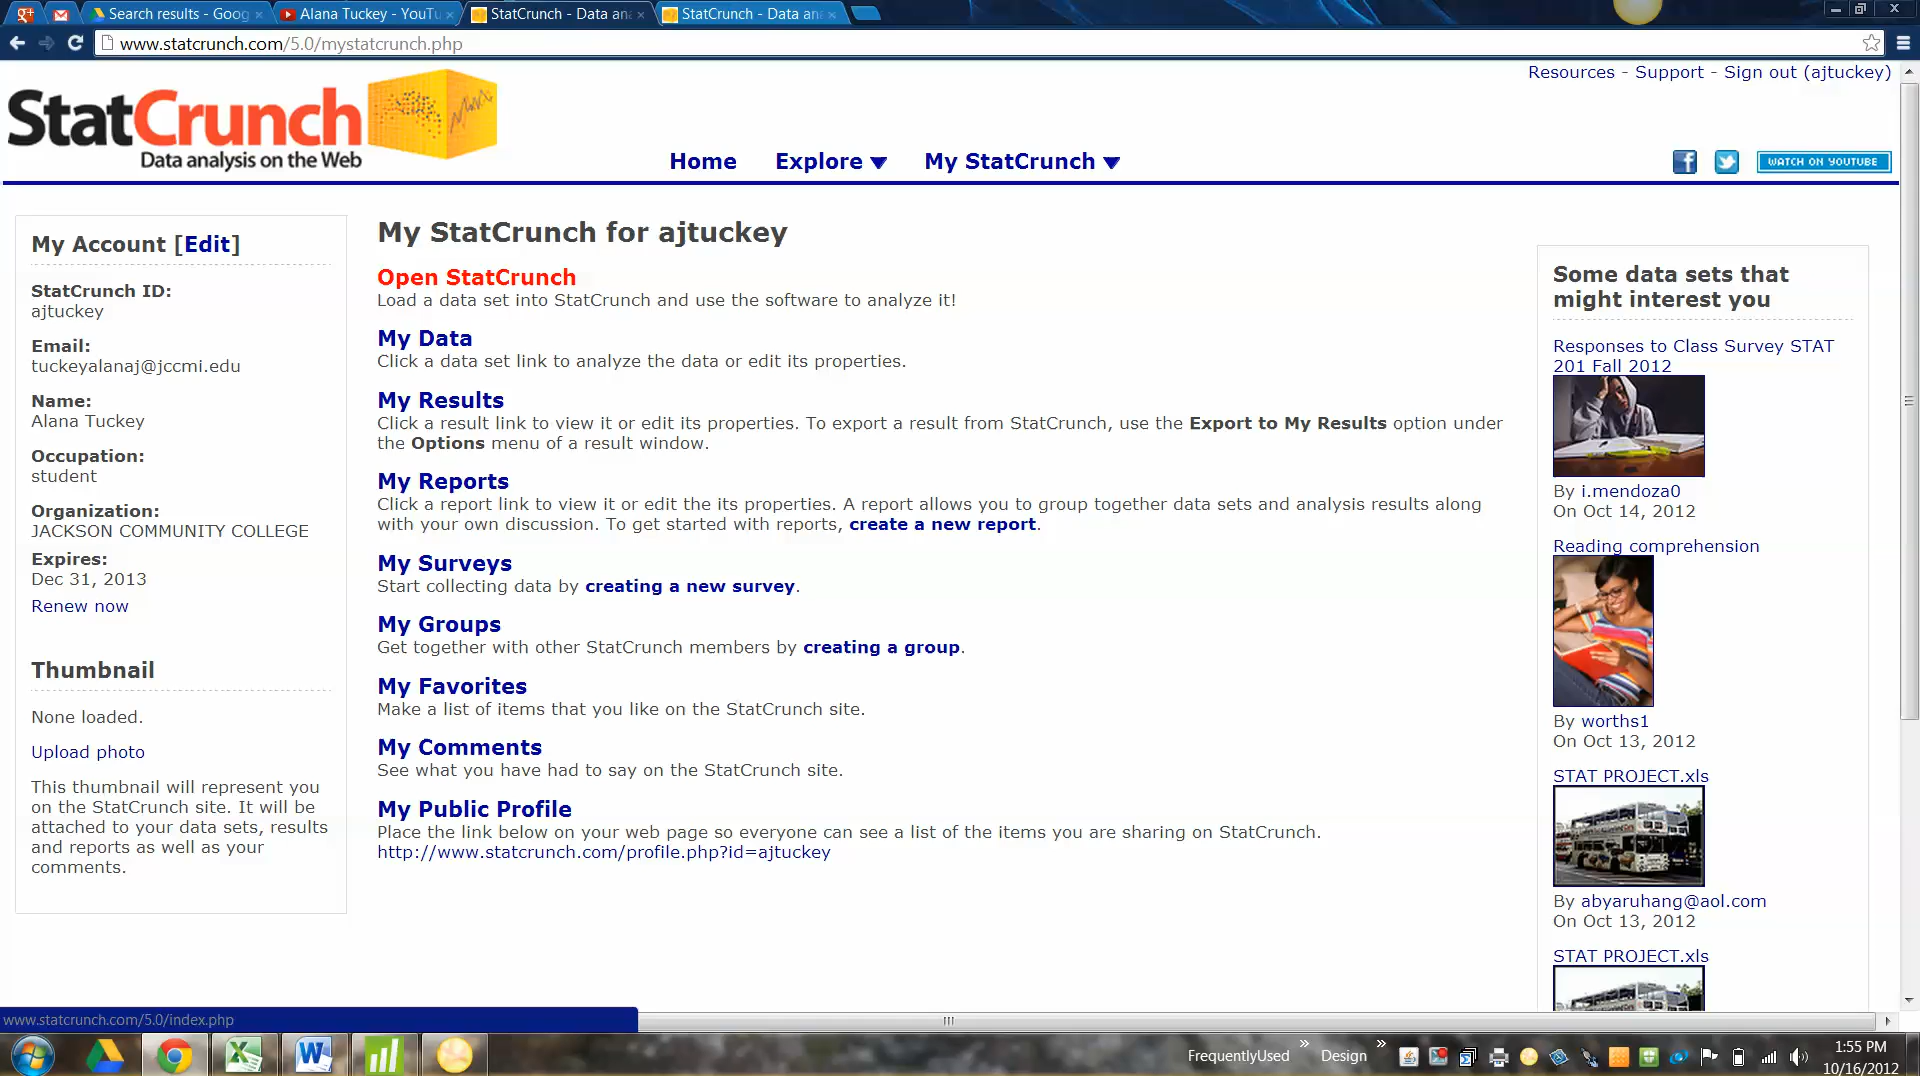 Search results - Goog
Alana Tuckey - YouTu
StatCrunch - Data ana
StatCrunch - Data ana
www.statcrunch.com/5.0/mystatcrunch.php
Resources - Support - Sign out (ajtuckey)
StatCrunch
Data analysis on the Web
Home
Explore
My StatCrunch
WATCH ON YOUTUBE
My Account [Edit]
StatCrunch ID:
ajtuckey
Email:
tuckeyalanaj@jccmi.edu
Name:
Alana Tuckey
Occupation:
student
Organization:
JACKSON COMMUNITY COLLEGE
Expires:
Dec 31, 2013
Renew now
Thumbnail
None loaded.
Upload photo
This thumbnail will represent you
on the StatCrunch site. It will be
attached to your data sets, results
and reports as well as your
comments.
My StatCrunch for ajtuckey
Open StatCrunch
Load a data set into StatCrunch and use the software to analyze it!
My Data
Click a data set link to analyze the data or edit its properties.
My Results
Click a result link to view it or edit its properties. To export a result from StatCrunch, use the Export to My Results option under
the Options menu of a result window.
My Reports
Click a report link to view it or edit the its properties. A report allows you to group together data sets and analysis results along
with your own discussion. To get started with reports, create a new report.
My Surveys
Start collecting data by creating a new survey.
My Groups
Get together with other StatCrunch members by creating a group.
My Favorites
Make a list of items that you like on the StatCrunch site.
My Comments
See what you have had to say on the StatCrunch site.
My Public Profile
Place the link below on your web page so everyone can see a list of the items you are sharing on StatCrunch.
http://www.statcrunch.com/profile.php?id=ajtuckey
Some data sets that
might interest you
Responses to Class Survey STAT
201 Fall 2012
By i.mendoza0
On Oct 14, 2012
Reading comprehension
By worths1
On Oct 13, 2012
STAT PROJECT.xls
By abyaruhang@aol.com
On Oct 13, 2012
STAT PROJECT.xls
www.statcrunch.com/5.0/index.php
FrequentlyUsed
Design
1:55 PM
10/16/2012